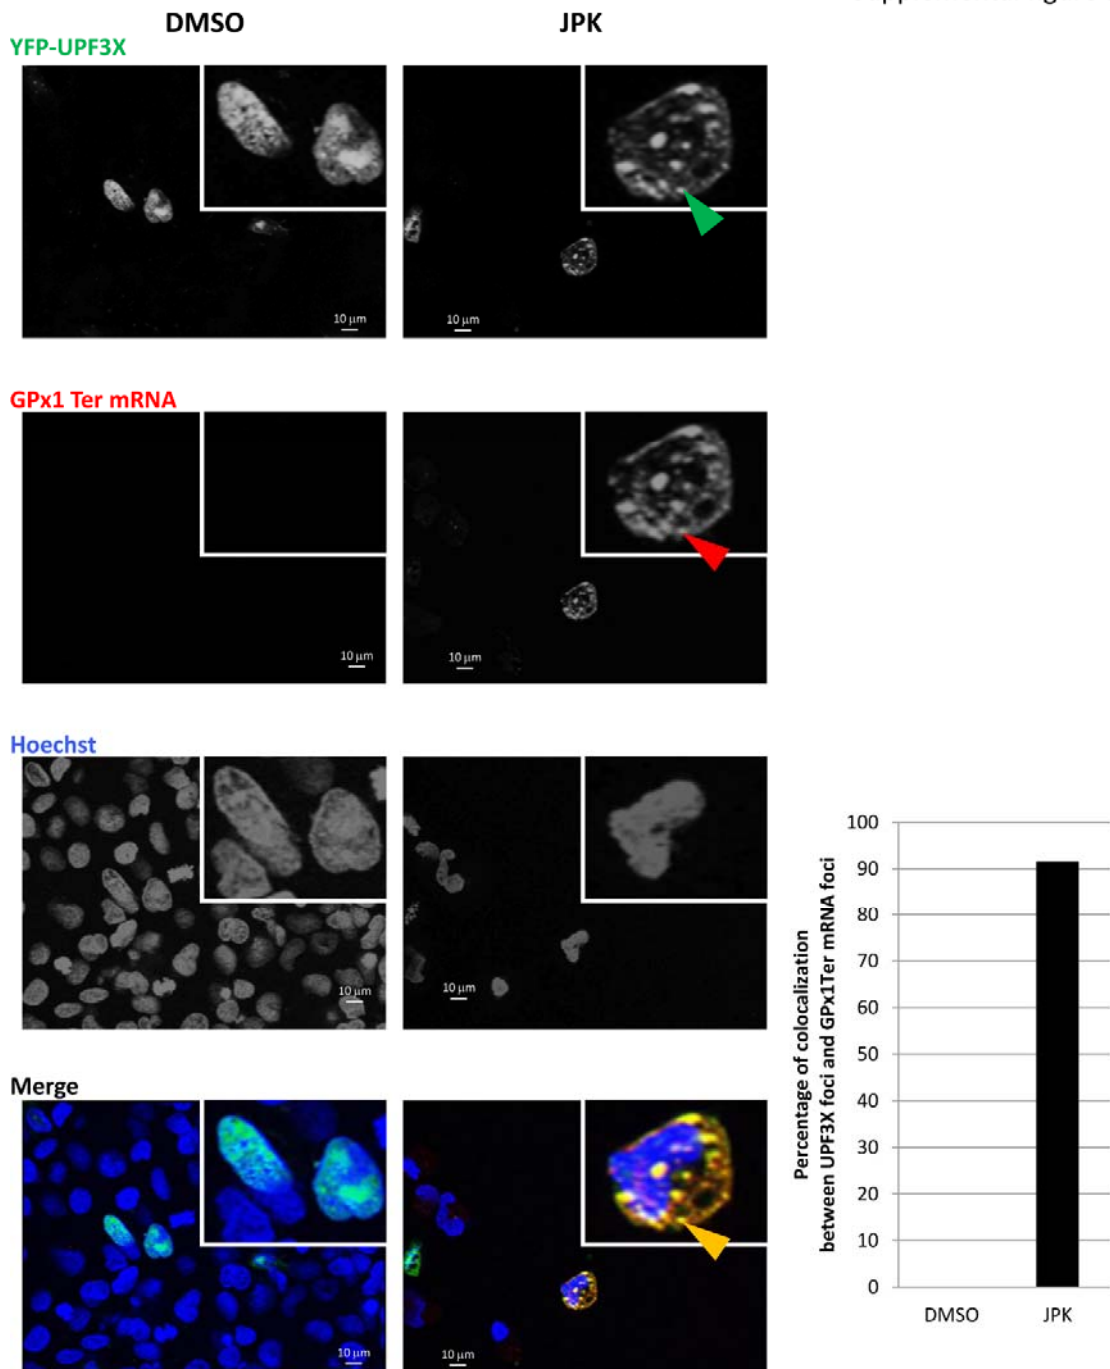 DMSO JPK
YFP-UPF3X
10 µm 10 µm
GPx1 Ter mRNA
10 µm 10 µm
Hoechst
10 µm 10 µm
Merge
10 µm 10 µm
Percentage of colocalization
between UPF3X foci and GPx1Ter mRNA foci
100
90
80
70
60
50
40
30
20
10
0
DMSO JPK